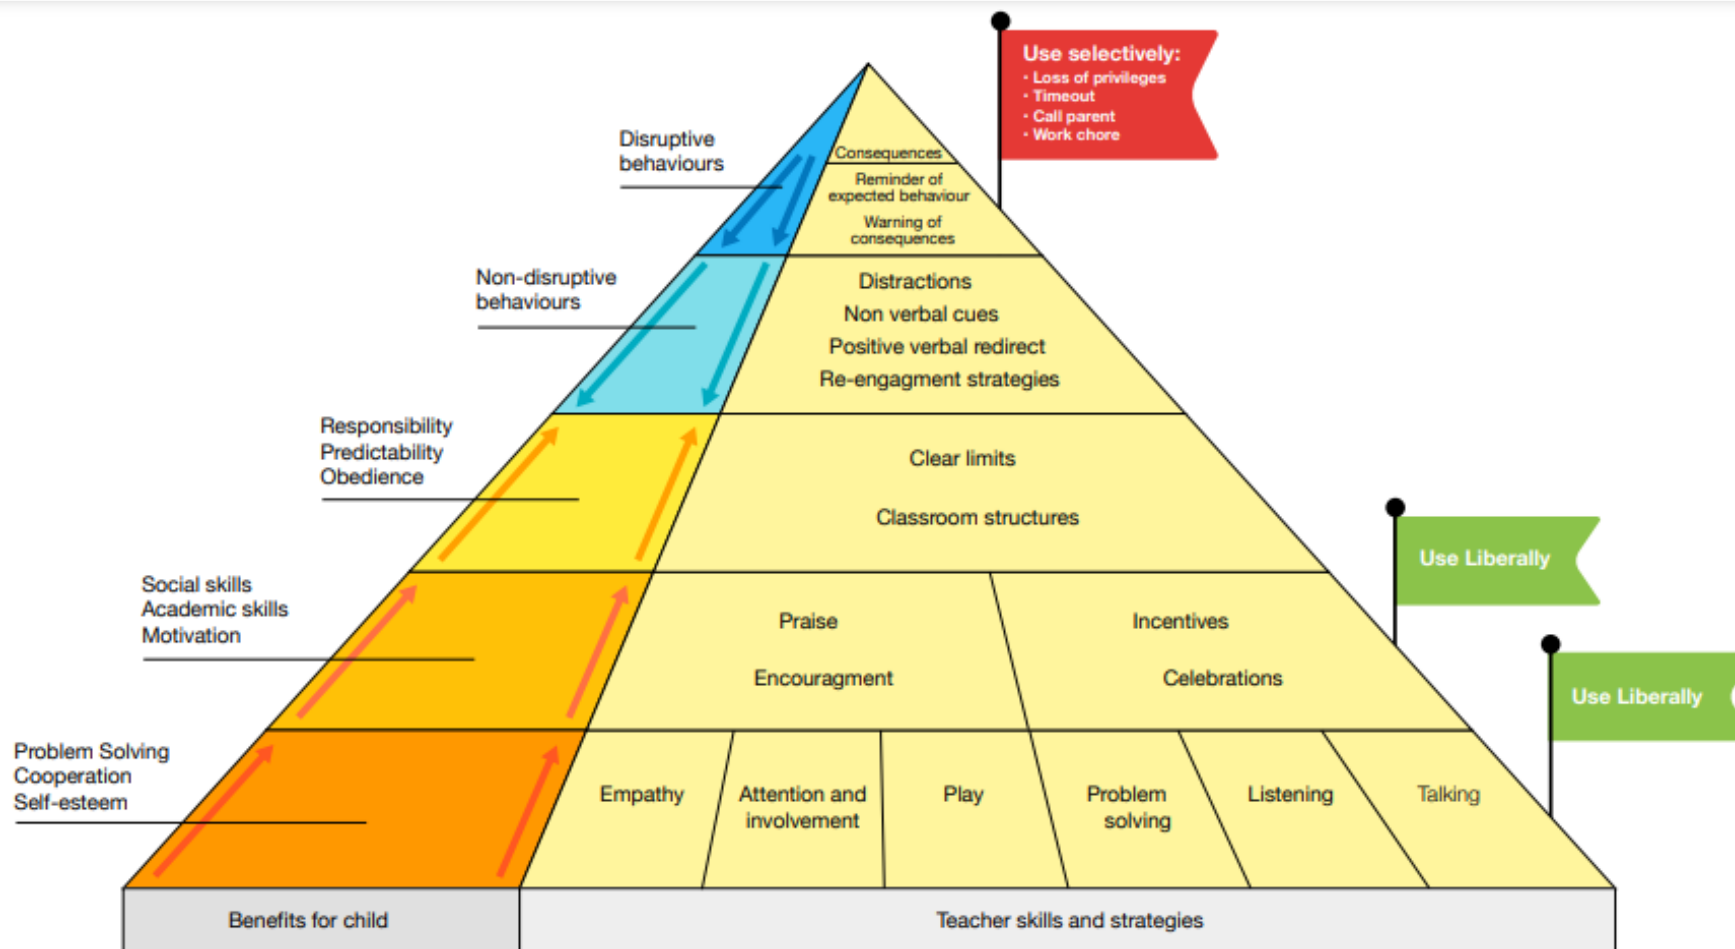 Use selectively:
· Loss of privileges
· Timeout
· Call parent
· Work chore
Disruptive
behaviours
Consequences
Reminder of
expected behaviour
Warning of
consequences
Non-disruptive
behaviours
Distractions
Non verbal cues
Positive verbal redirect
Re-engagment strategies
Responsibility
Predictability
Obedience
Clear limits
Classroom structures
Use Liberally
Social skills
Academic skills
Motivation
Praise
Encouragment
Incentives
Celebrations
Use Liberally
Problem Solving
Cooperation
Self-esteem
Empathy
Attention and
involvement
Play
Problem
solving
Listening
Talking
Benefits for child
Teacher skills and strategies